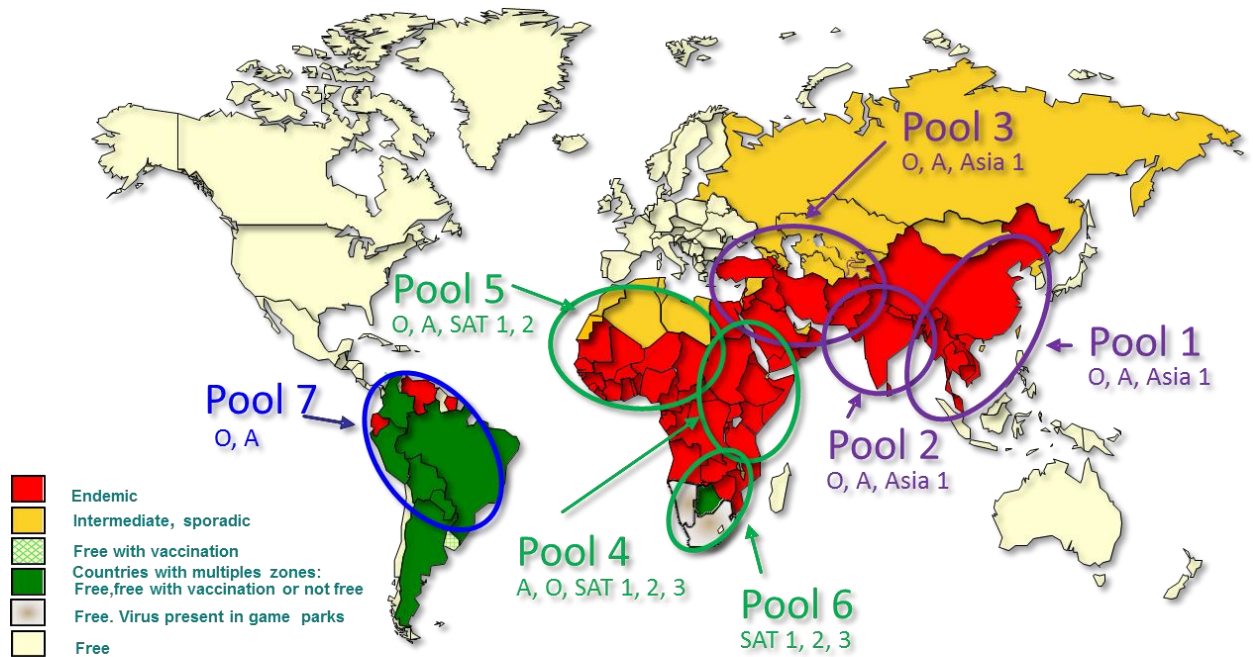 Pool 3
O, A, Asia 1
Pool 5
O, A, SAT 1, 2
Pool 1
O, A, Asia 1
Pool 7
O, A
Pool 2
O, A, Asia 1
Pool 4
A, O, SAT 1, 2, 3
Pool 6
SAT 1, 2, 3
Endemic
Intermediate, sporadic
Free with vaccination
Countries with multiples zones:
Free,free with vaccination or not free
Free. Virus present in game parks
Free